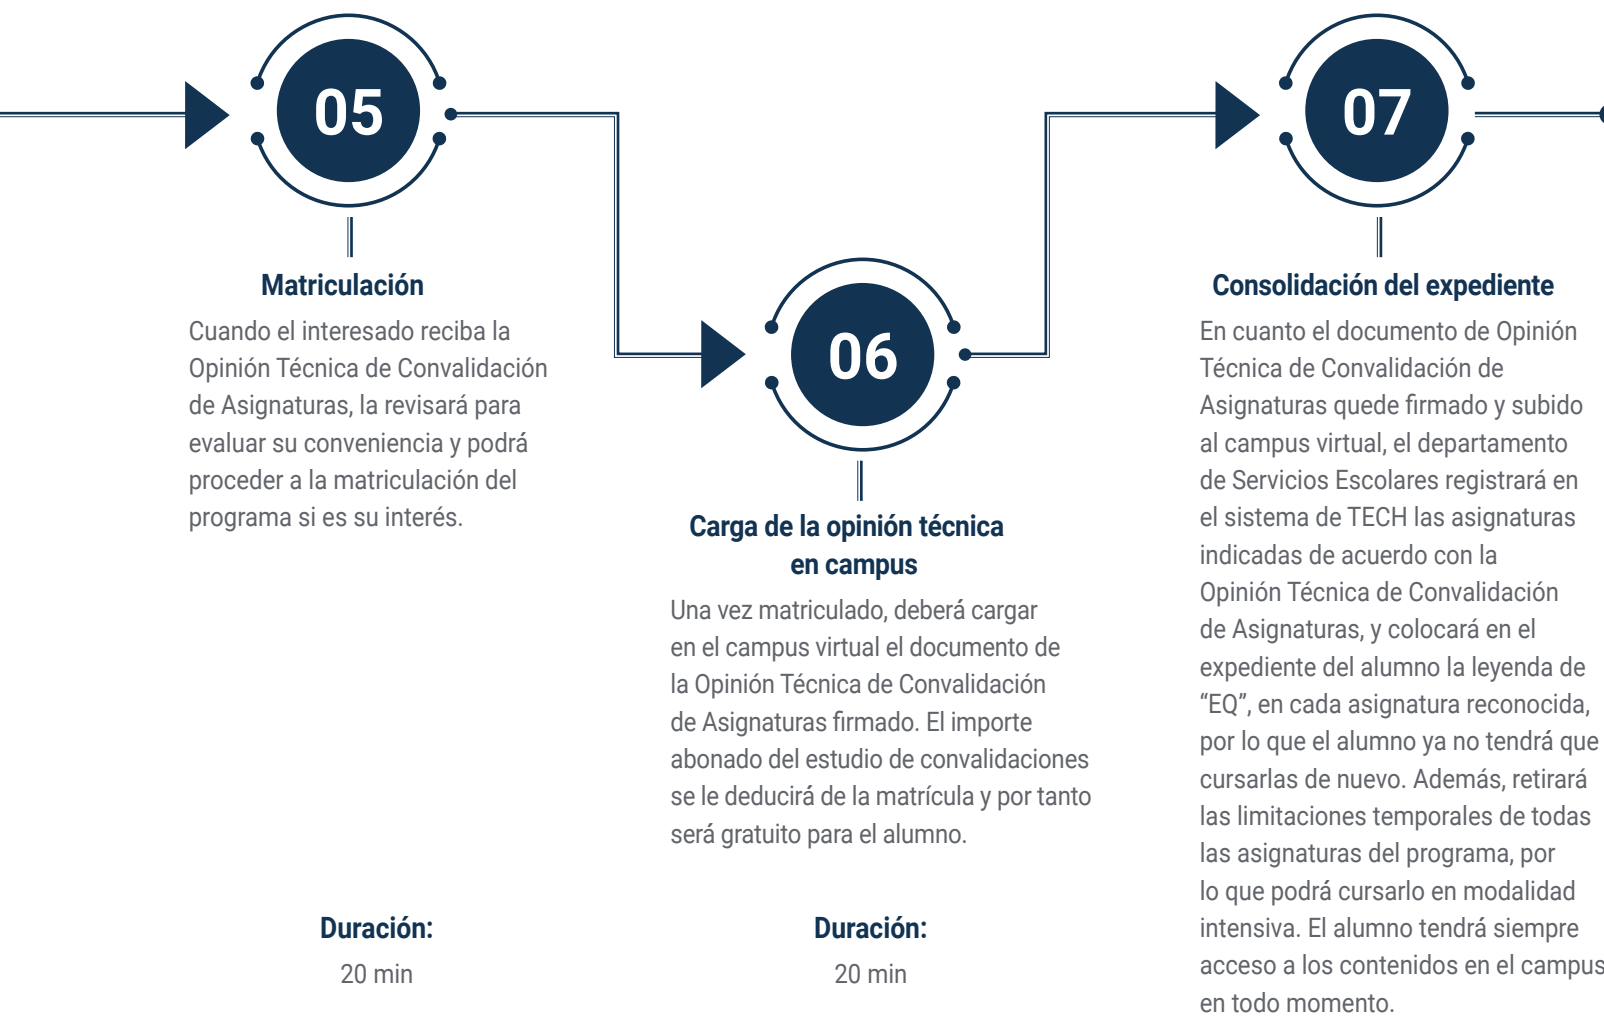 05
Matriculación
Cuando el interesado reciba la
Opinión Técnica de Convalidación
de Asignaturas, la revisará para
evaluar su conveniencia y podrá
proceder a la matriculación del
programa si es su interés.
Duración:
20 min
06
Carga de la opinión técnica
en campus
Una vez matriculado, deberá cargar
en el campus virtual el documento de
la Opinión Técnica de Convalidación
de Asignaturas firmado. El importe
abonado del estudio de convalidaciones
se le deducirá de la matrícula y por tanto
será gratuito para el alumno.
Duración:
20 min
07
Consolidación del expediente
En cuanto el documento de Opinión
Técnica de Convalidación de
Asignaturas quede firmado y subido
al campus virtual, el departamento
de Servicios Escolares registrará en
el sistema de TECH las asignaturas
indicadas de acuerdo con la
Opinión Técnica de Convalidación
de Asignaturas, y colocará en el
expediente del alumno la leyenda de
“EQ”, en cada asignatura reconocida,
por lo que el alumno ya no tendrá que
cursarlas de nuevo. Además, retirará
las limitaciones temporales de todas
las asignaturas del programa, por
lo que podrá cursarlo en modalidad
intensiva. El alumno tendrá siempre
acceso a los contenidos en el campus
en todo momento.